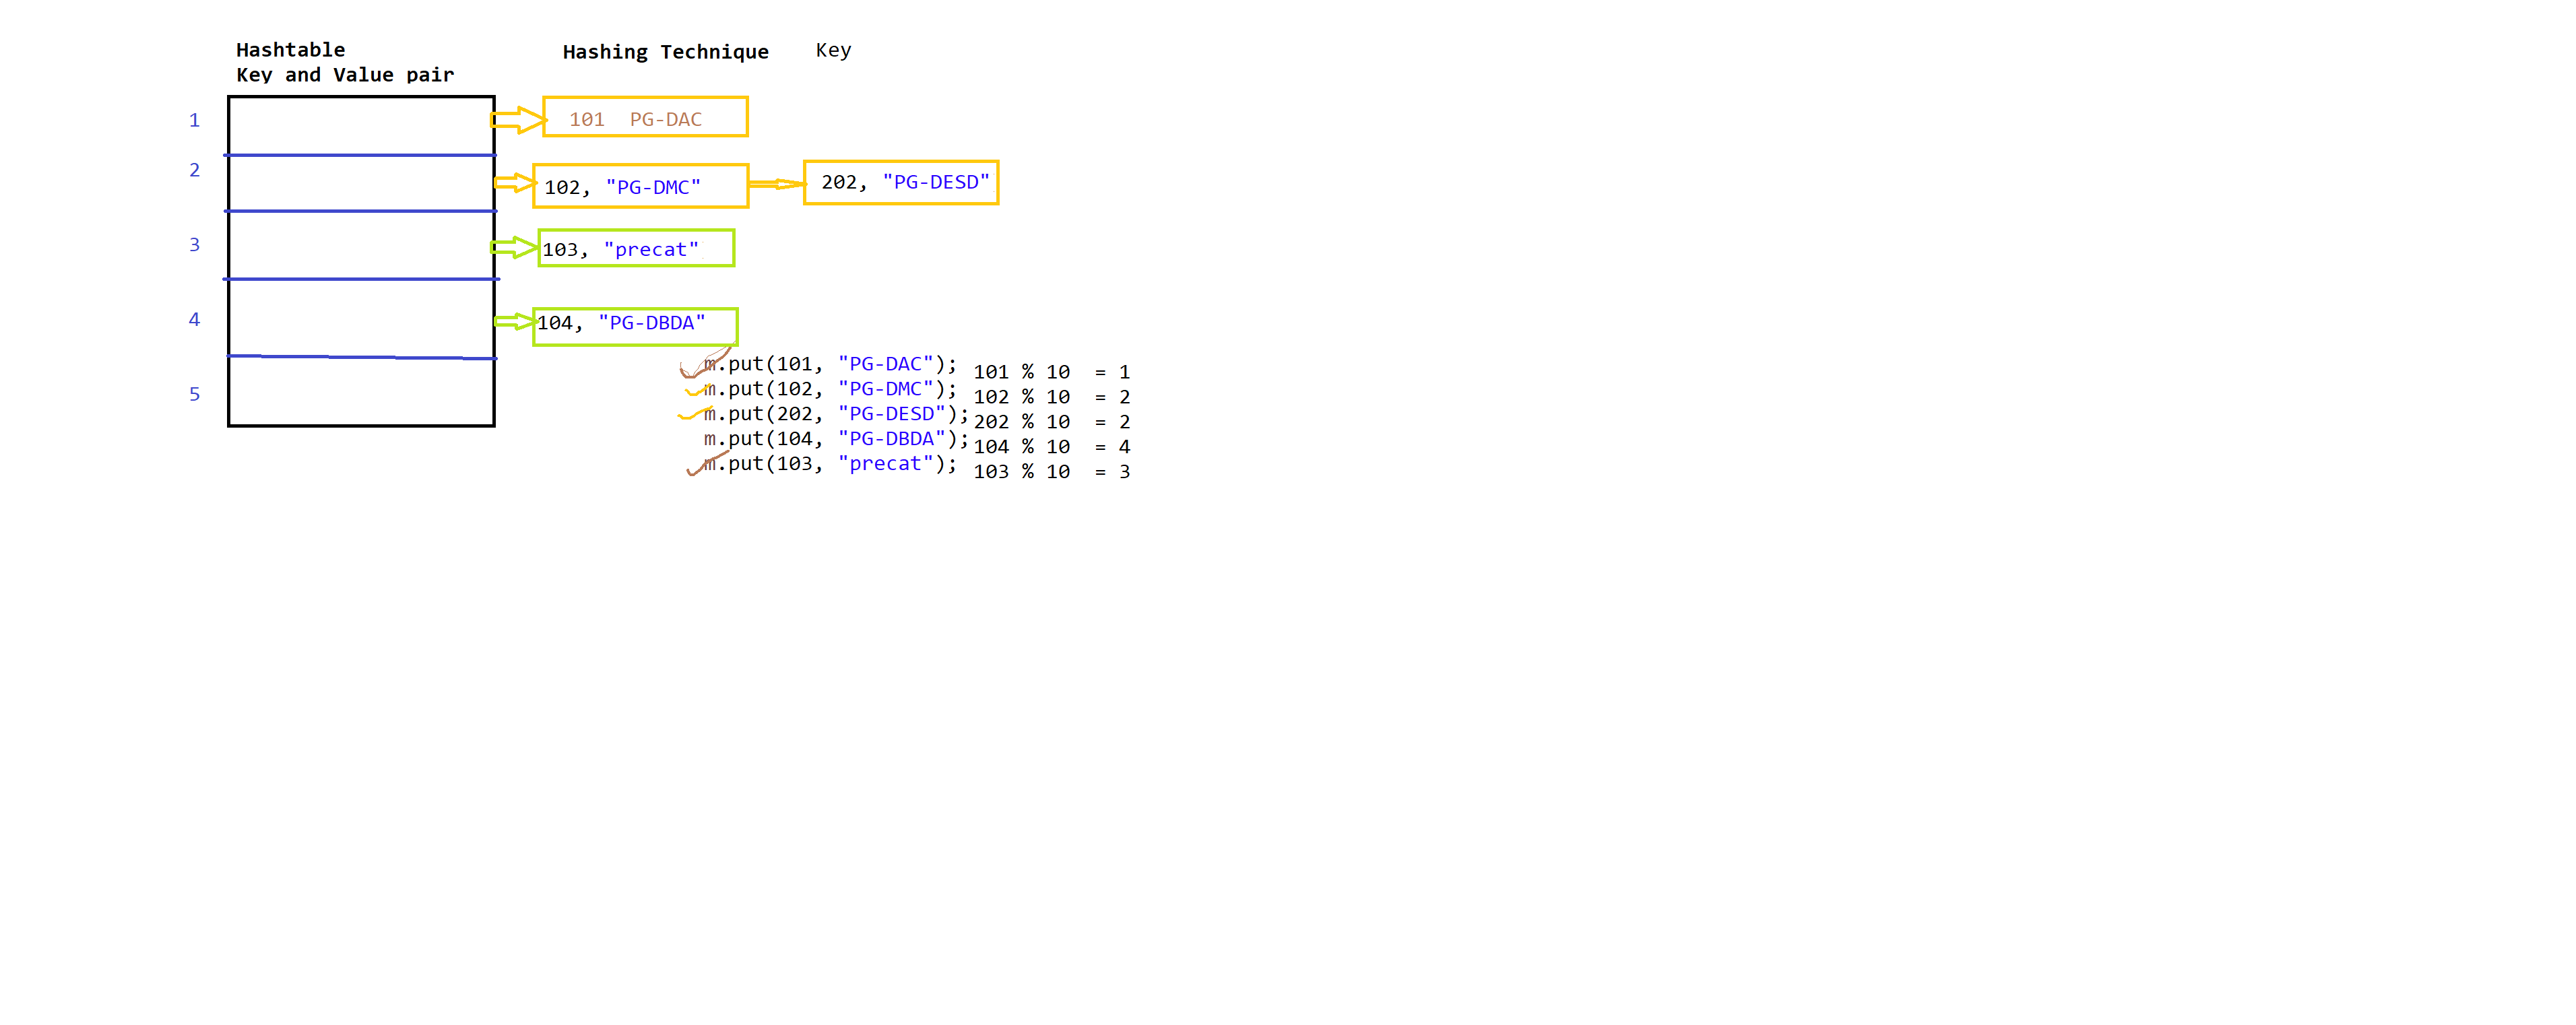 Hashtable
Key and Value pair
Hashing Technique
Key
1
101 PG-DAC
2
102, "PG-DMC"
202, "PG-DESD"
3
103, "precat"
4
104, "PG-DBDA"
5
m.put(101, "PG-DAC"); 101 % 10 = 1
m.put(102, "PG-DMC"); 102 % 10 = 2
m.put(202, "PG-DESD"); 202 % 10 = 2
m.put(104, "PG-DBDA"); 104 % 10 = 4
m.put(103, "precat"); 103 % 10 = 3